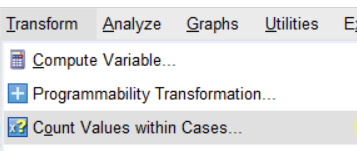 Transform Analyze Graphs Utilities E
Compute Variable...
Programmability Transformation...
Count Values within Cases...